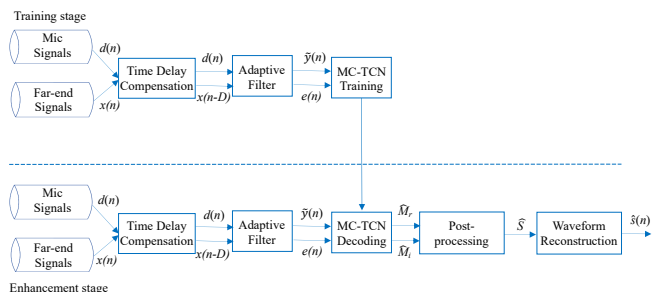 Training stage
Mic
Signals
d(n)
Far-end
Signals
x(n)
Time Delay
Compensation
d(n)
x(n-D)
Adaptive
Filter
ỹ(n)
e(n)
MC-TCN
Training
Mic
Signals
d(n)
Far-end
Signals
x(n)
Time Delay
Compensation
d(n)
x(n-D)
Adaptive
Filter
ỹ(n)
e(n)
MC-TCN
Decoding
M̂r
M̂i
Post-
processing
Ŝ
Waveform
Reconstruction
ŝ(n)
Enhancement stage